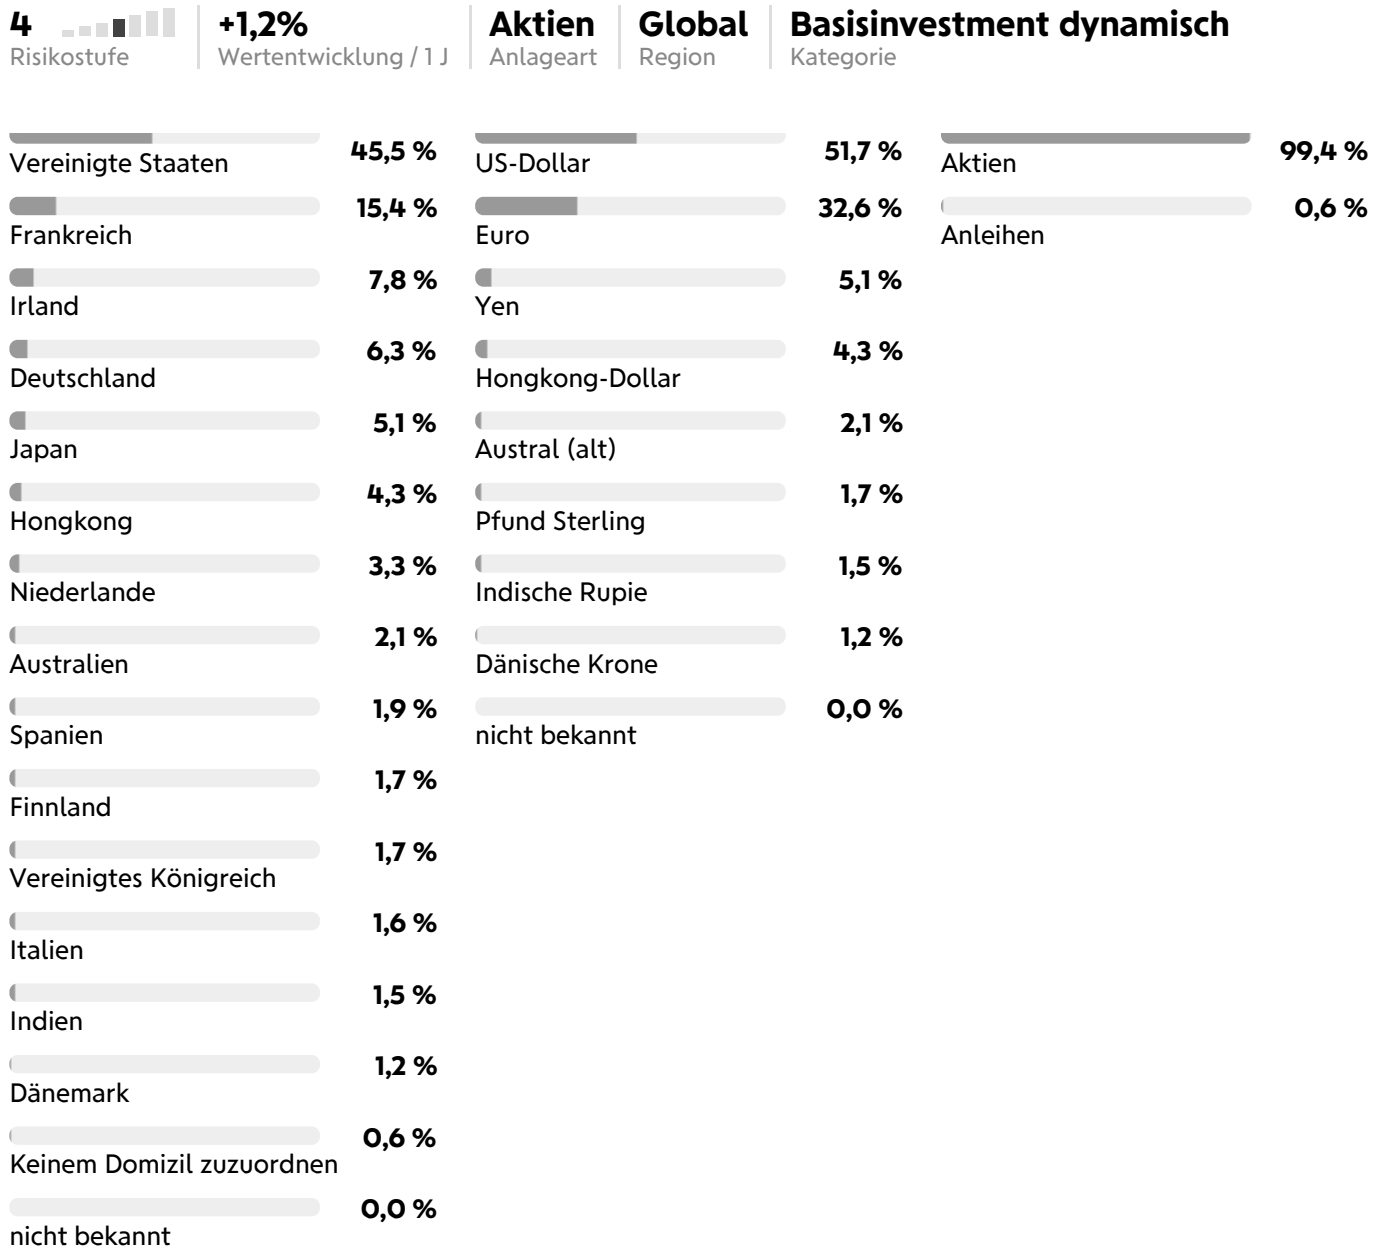 4
Risikostufe
+1,2%
Wertentwicklung / 1 J
Aktien
Anlageart
Global
Region
Basisinvestment dynamisch
Kategorie
45,5 %
Vereinigte Staaten
15,4 %
Frankreich
7,8 %
Irland
6,3 %
Deutschland
5,1 %
Japan
4,3 %
Hongkong
3,3 %
Niederlande
2,1 %
Australien
1,9 %
Spanien
1,7 %
Finnland
1,7 %
Vereinigtes Königreich
1,6 %
Italien
1,5 %
Indien
1,2 %
Dänemark
0,6 %
Keinem Domizil zuzuordnen
0,0 %
nicht bekannt
51,7 %
US-Dollar
32,6 %
Euro
5,1 %
Yen
4,3 %
Hongkong-Dollar
2,1 %
Austral (alt)
1,7 %
Pfund Sterling
1,5 %
Indische Rupie
1,2 %
Dänische Krone
0,0 %
nicht bekannt
99,4 %
Aktien
0,6 %
Anleihen